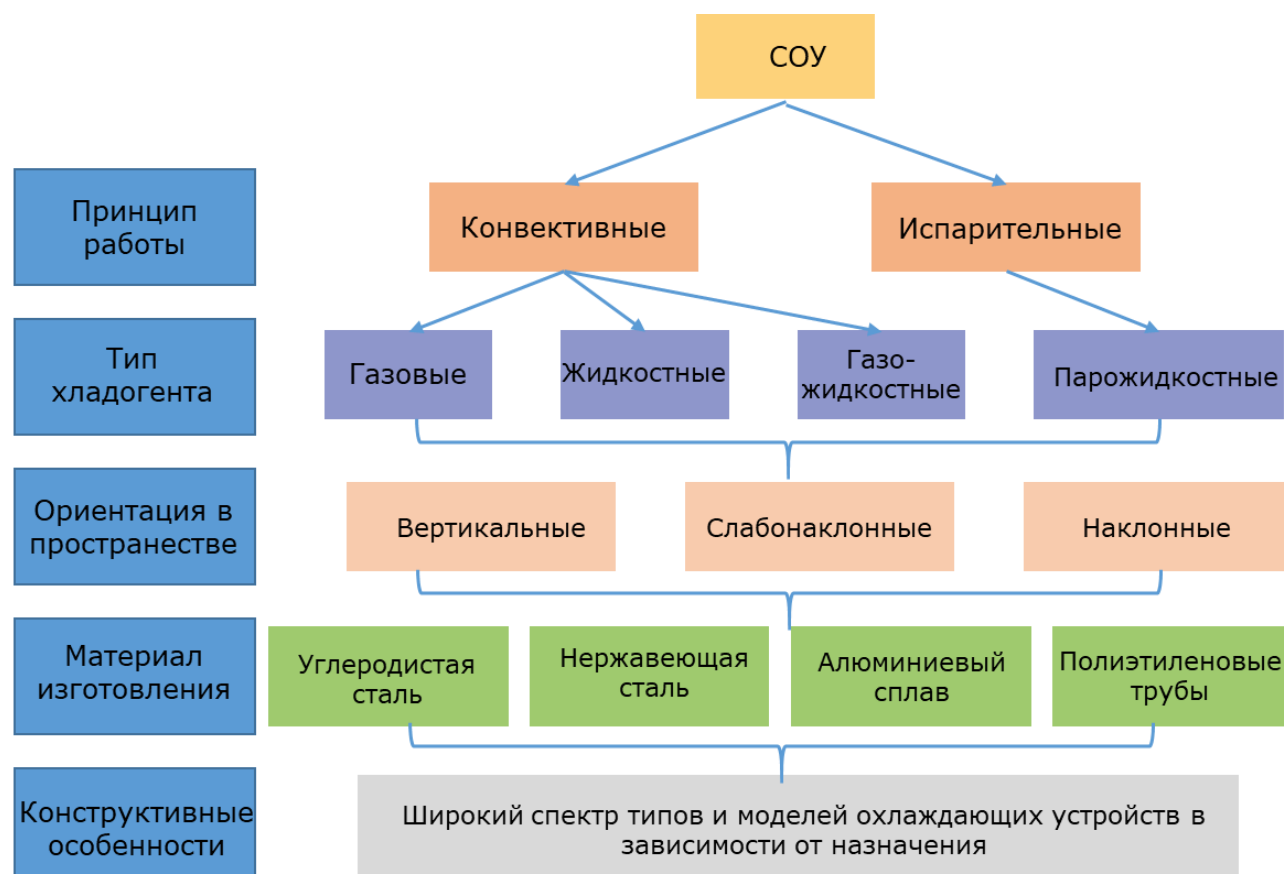 СОУ
Принцип
работы
Конвективные
Испарительные
Тип
хладогента
Газовые
Жидкостные
Газо-
жидкостные
Парожидкостные
Ориентация в
пространестве
Вертикальные
Слабонаклонные
Наклонные
Материал
изготовления
Углеродистая
сталь
Нержавеющая
сталь
Алюминиевый
сплав
Полиэтиленовые
трубы
Конструктивные
особенности
Широкий спектр типов и моделей охлаждающих устройств в
зависимости от назначения